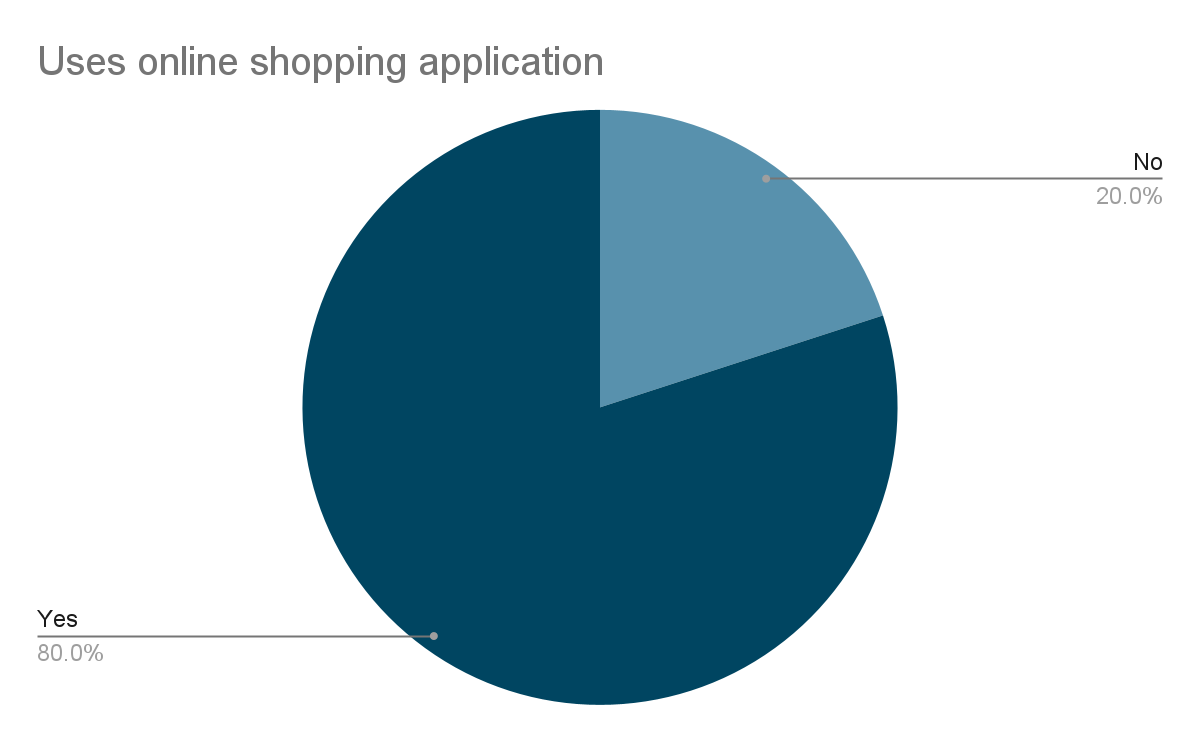 Uses online shopping application
No
20.0%
Yes
80.0%